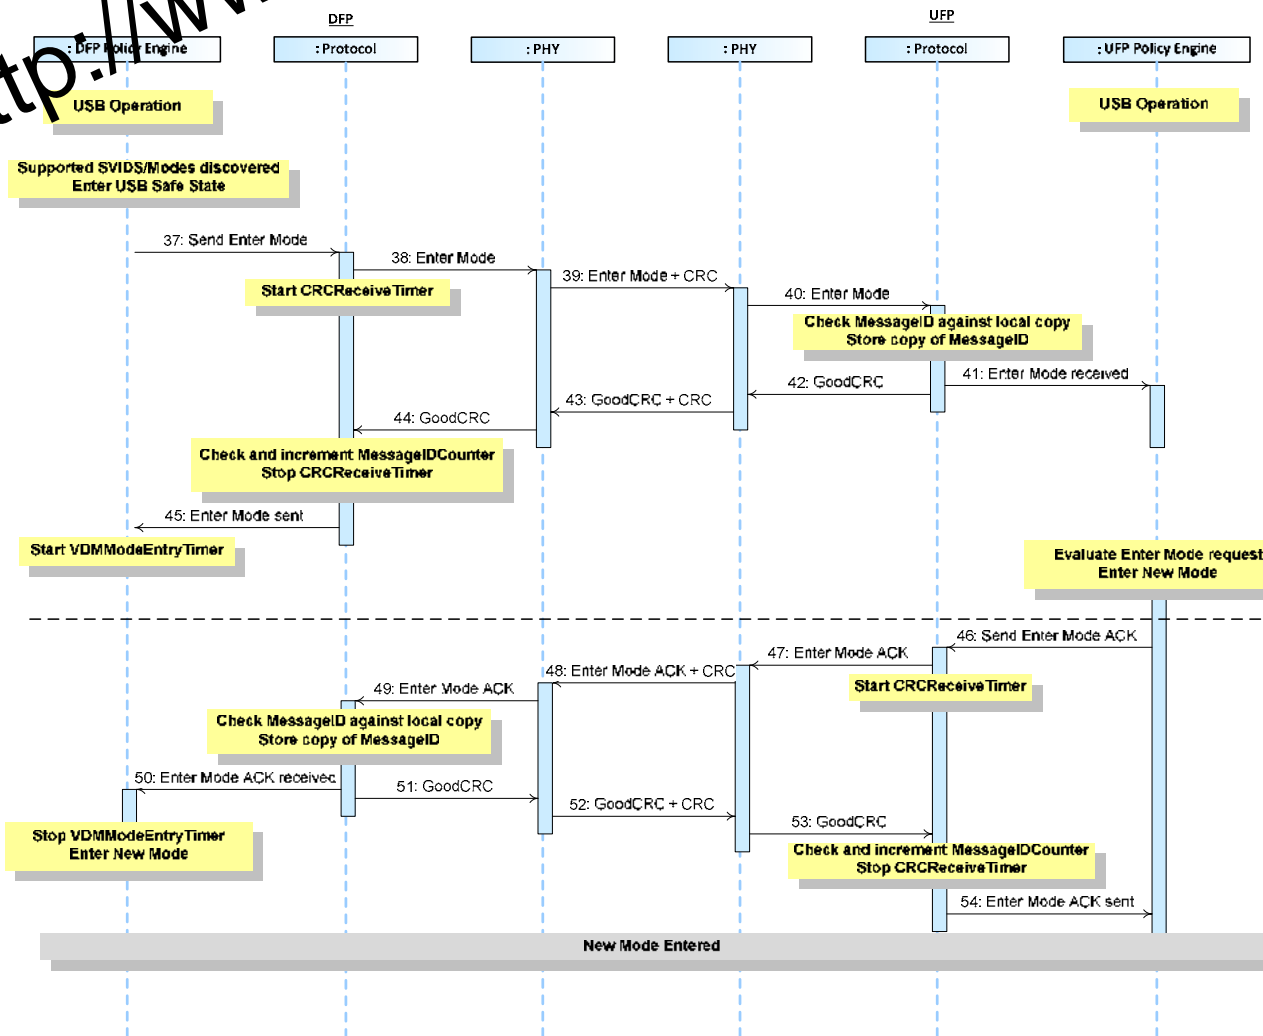 DFP
UFP
: DFP Policy Engine
: Protocol
: PHY
: PHY
: Protocol
: UFP Policy Engine
ttp://w
USB Operation
USB Operation
Supported SVIDS/Modes discovered
Enter USB Safe State
37: Send Enter Mode
38: Enter Mode
39: Enter Mode + CRC
Start CRCReceiveTimer
40: Enter Mode
Check MessageID against local copy
Store copy of MessageID
41: Enter Mode received
42: GoodCRC
43: GoodCRC + CRC
44: GoodCRC
Check and increment MessageIDCounter
Stop CRCReceiveTimer
45: Enter Mode sent
Start VDMModeEntryTimer
Evaluate Enter Mode request
Enter New Mode
46: Send Enter Mode ACK
47: Enter Mode ACK
48: Enter Mode ACK + CRC
49: Enter Mode ACK
Start CRCReceiveTimer
Check MessageID against local copy
Store copy of MessageID
50: Enter Mode ACK received
51: GoodCRC
52: GoodCRC + CRC
53: GoodCRC
Stop VDMModeEntryTimer
Enter New Mode
Check and increment MessageIDCounter
Stop CRCReceiveTimer
54: Enter Mode ACK sent
New Mode Entered